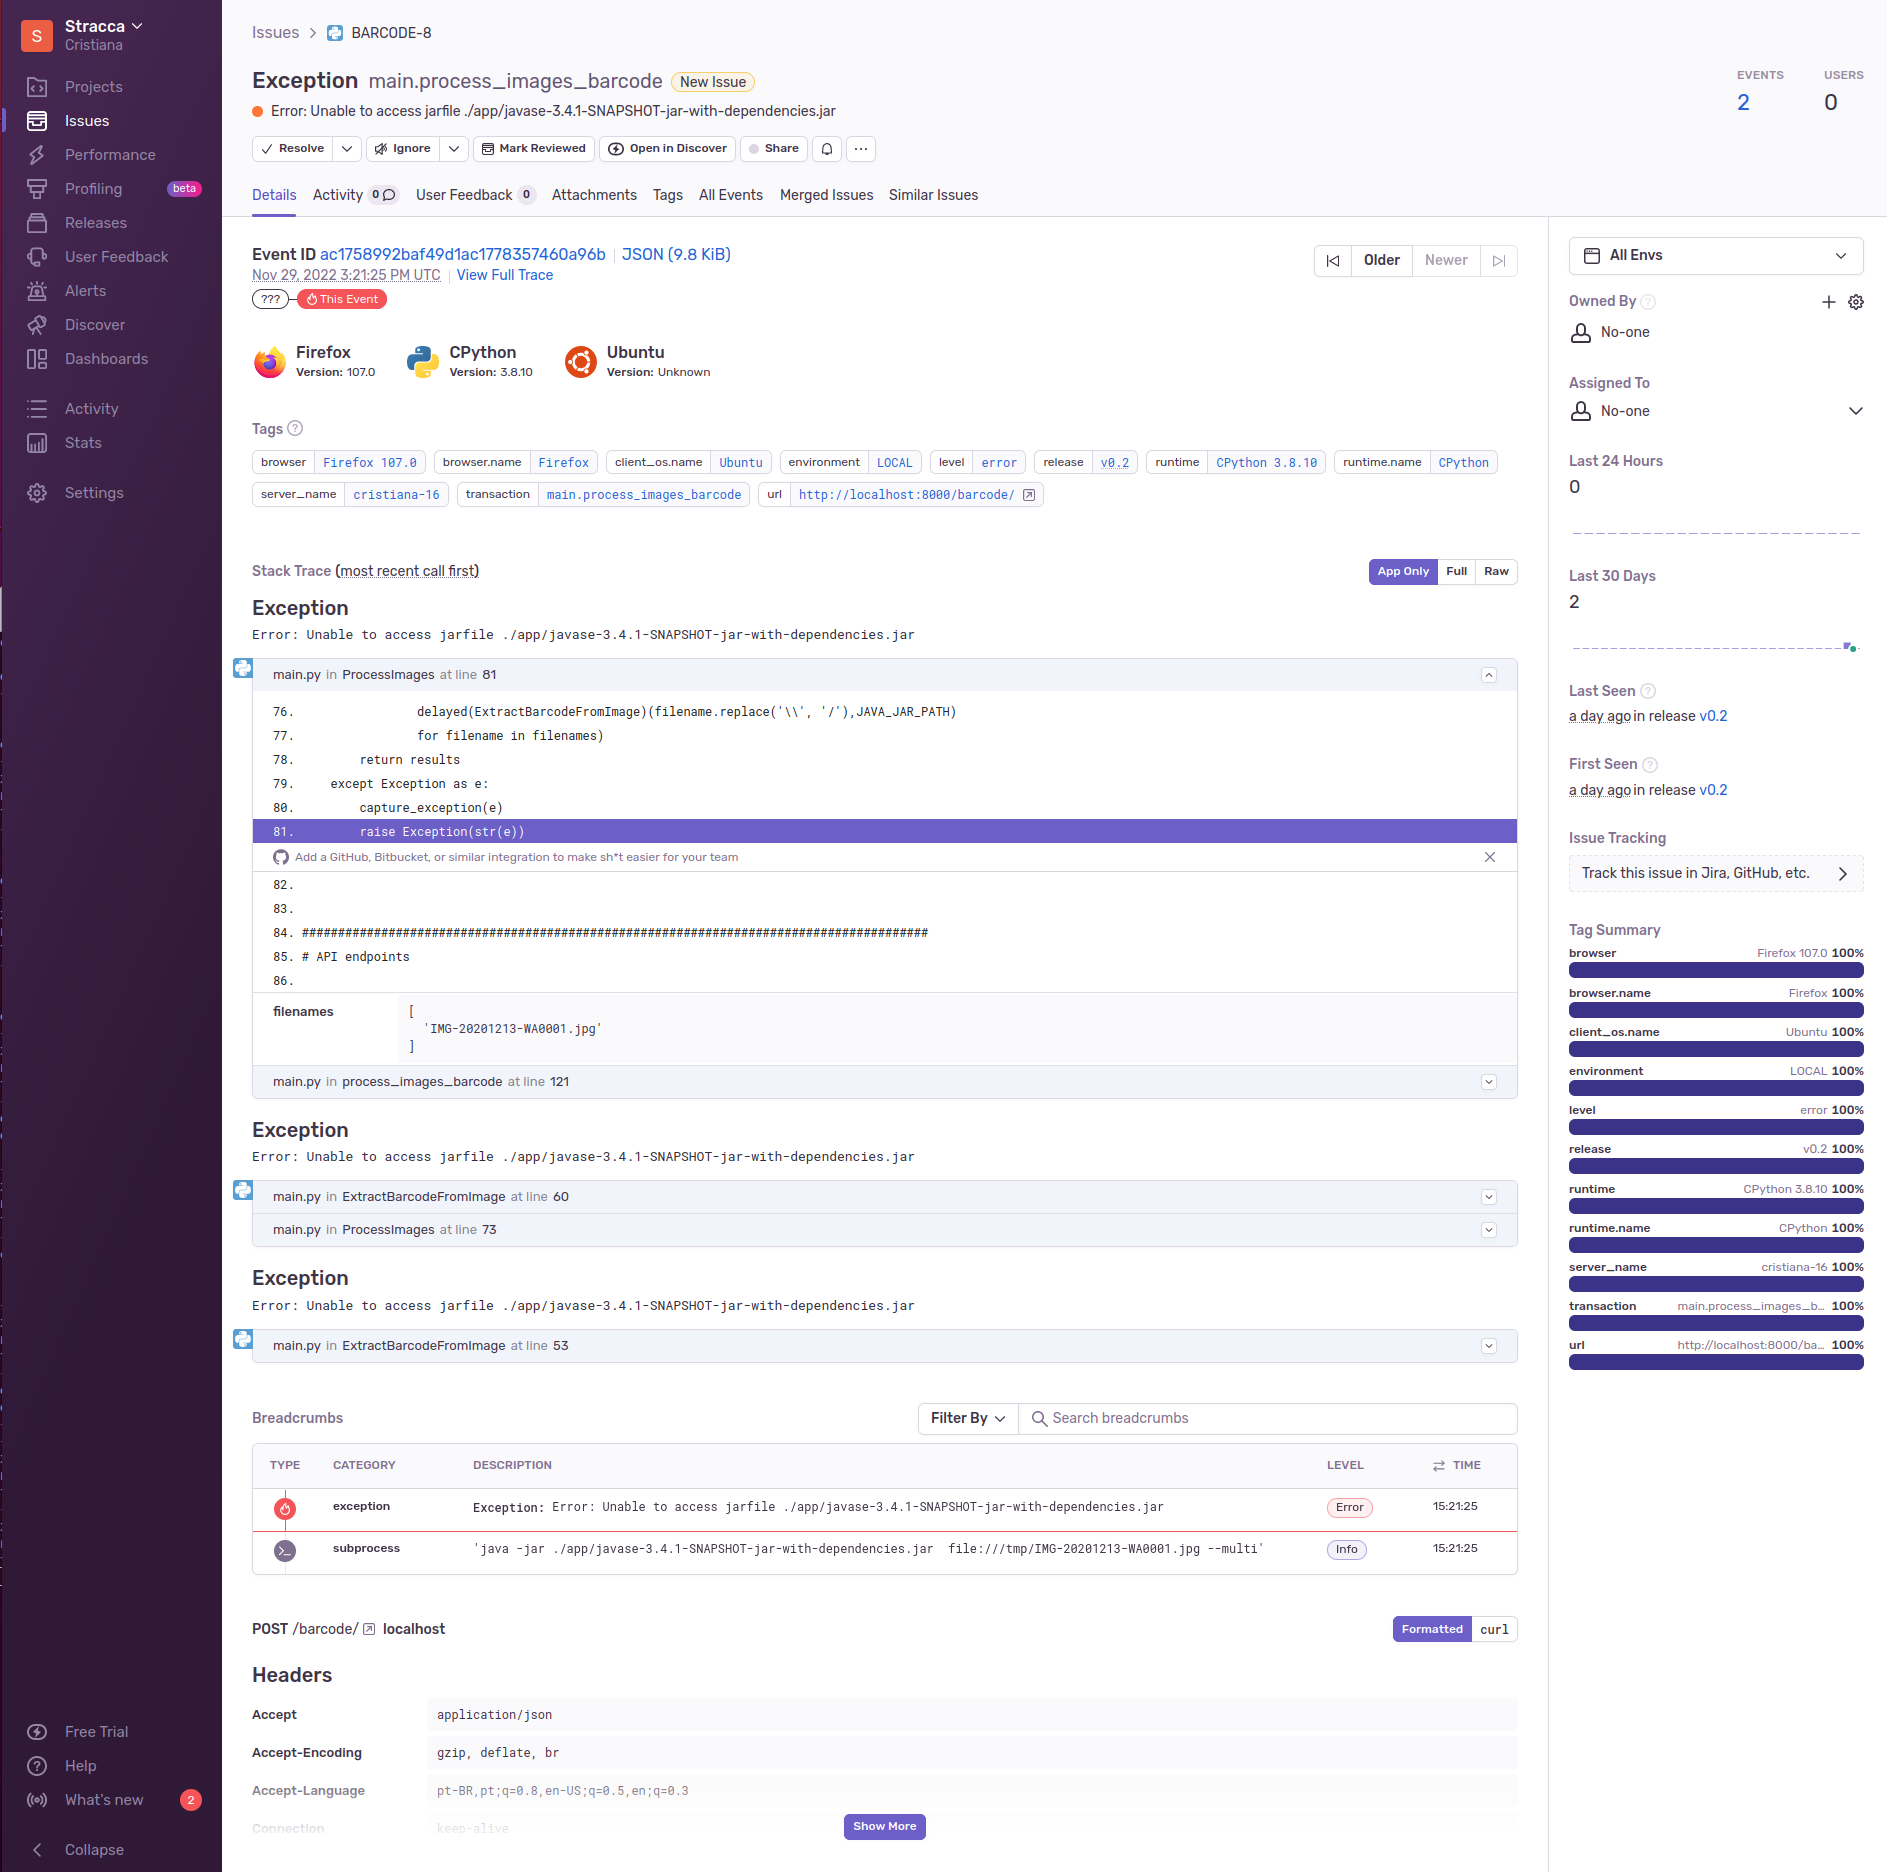 S
Stracca
Cristiana
Projects
Issues
Performance
Profiling beta
Releases
User Feedback
Alerts
Discover
Dashboards
Activity
Stats
Settings
Free Trial
Help
What's new 2
Collapse
Issues > BARCODE-8
Exception main.process_images_barcode New Issue
Error: Unable to access jarfile ./app/javase-3.4.1-SNAPSHOT-jar-with-dependencies.jar
EVENTS USERS
2 0
Resolve Ignore Mark Reviewed Open in Discover Share ...
Details Activity 0 User Feedback 0 Attachments Tags All Events Merged Issues Similar Issues
Event ID ac1758992baf49d1ac1778357460a96b | JSON (9.8 KiB)
Nov 29, 2022 3:21:25 PM UTC | View Full Trace
??? This Event
Older Newer
Firefox
Version: 107.0
CPython
Version: 3.8.10
Ubuntu
Version: Unknown
Tags ?
browser Firefox 107.0 browser.name Firefox client_os.name Ubuntu environment LOCAL level error release v0.2 runtime CPython 3.8.10 runtime.name CPython
server_name cristiana-16 transaction main.process_images_barcode url http://localhost:8000/barcode/
Stack Trace (most recent call first)
App Only Full Raw
Exception
Error: Unable to access jarfile ./app/javase-3.4.1-SNAPSHOT-jar-with-dependencies.jar
main.py in ProcessImages at line 81
76. delayed(ExtractBarcodeFromImage)(filename.replace('\\', '/'),JAVA_JAR_PATH)
77. for filename in filenames)
78. return results
79. except Exception as e:
80. capture_exception(e)
81. raise Exception(str(e))
Add a GitHub, Bitbucket, or similar integration to make sh*t easier for your team
82.
83.
84. #######################################################################################
85. # API endpoints
86.
filenames [
'IMG-20201213-WA0001.jpg'
]
main.py in process_images_barcode at line 121
Exception
Error: Unable to access jarfile ./app/javase-3.4.1-SNAPSHOT-jar-with-dependencies.jar
main.py in ExtractBarcodeFromImage at line 60
main.py in ProcessImages at line 73
Exception
Error: Unable to access jarfile ./app/javase-3.4.1-SNAPSHOT-jar-with-dependencies.jar
main.py in ExtractBarcodeFromImage at line 53
Breadcrumbs
Filter By Search breadcrumbs
TYPE CATEGORY DESCRIPTION LEVEL TIME
exception Exception: Error: Unable to access jarfile ./app/javase-3.4.1-SNAPSHOT-jar-with-dependencies.jar Error 15:21:25
subprocess 'java -jar ./app/javase-3.4.1-SNAPSHOT-jar-with-dependencies.jar  file:///tmp/IMG-20201213-WA0001.jpg --multi' Info 15:21:25
POST /barcode/ localhost
Formatted curl
Headers
Accept application/json
Accept-Encoding gzip, deflate, br
Accept-Language pt-BR,pt;q=0.8,en-US;q=0.5,en;q=0.3
Connection keep-alive
Show More
All Envs
Owned By ?
No-one
Assigned To
No-one
Last 24 Hours
0
Last 30 Days
2
Last Seen ?
a day ago in release v0.2
First Seen ?
a day ago in release v0.2
Issue Tracking
Track this issue in Jira, GitHub, etc.
Tag Summary
browser Firefox 107.0 100%
browser.name Firefox 100%
client_os.name Ubuntu 100%
environment LOCAL 100%
level error 100%
release v0.2 100%
runtime CPython 3.8.10 100%
runtime.name CPython 100%
server_name cristiana-16 100%
transaction main.process_images_b... 100%
url http://localhost:8000/ba... 100%